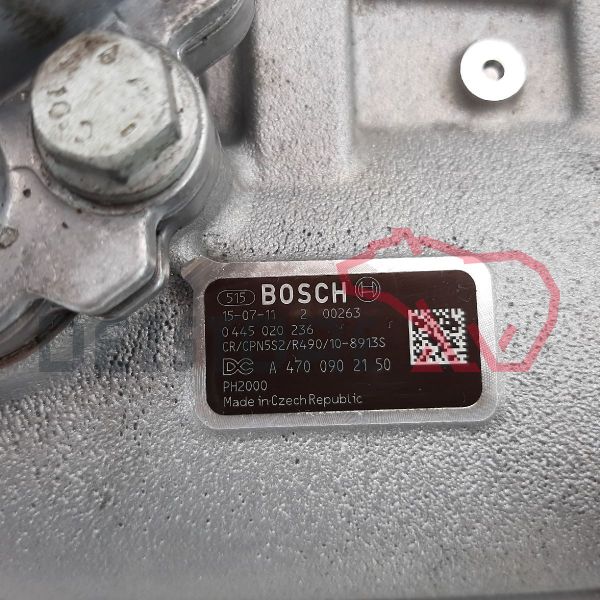 515 BOSCH
15-07-11 2 00263
0 445 020 236
CR/CPN5S2/R490/10-8913S
DC A 470 090 21 50
PH2000
Made in Czech Republic